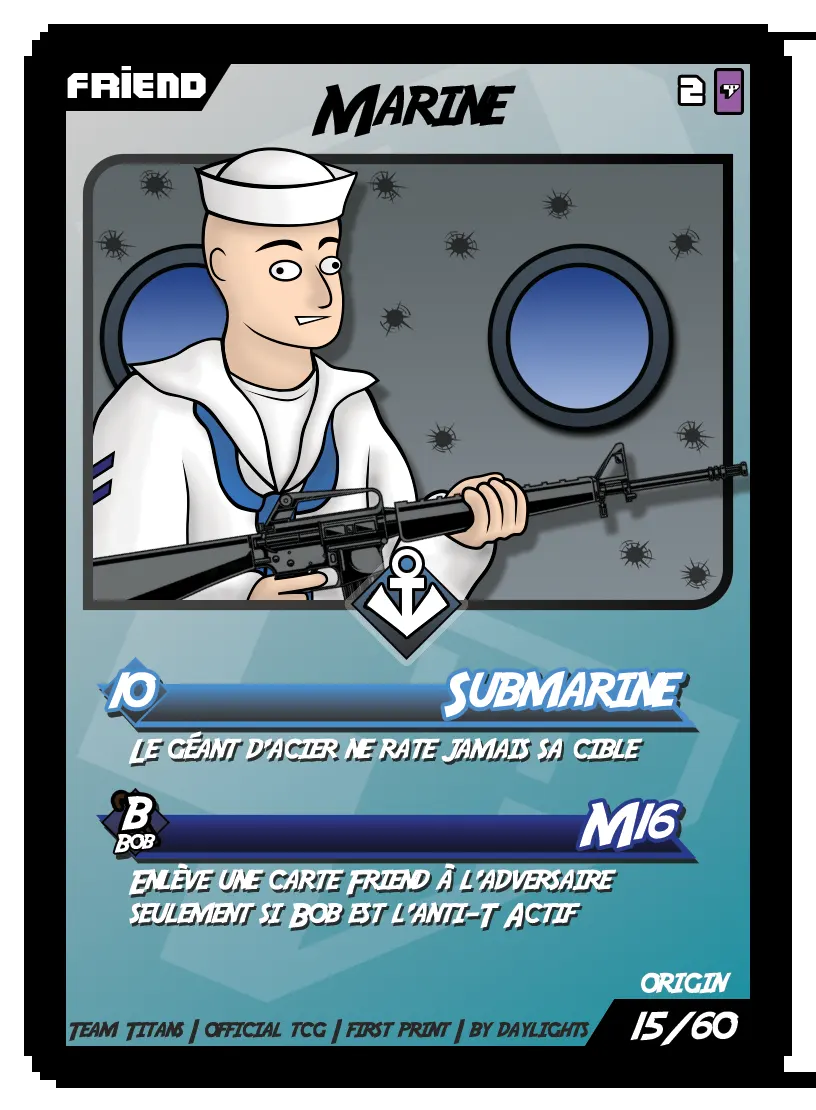 FRIEND
MARINE
2
10
SUBMARINE
LE GÉANT D'ACIER NE RATE JAMAIS SA CIBLE
B
BOB
M16
ENLÈVE UNE CARTE FRIEND À L'ADVERSAIRE
SEULEMENT SI BOB EST L'ANTI-T ACTIF
ORIGIN
TEAM TITANS | OFFICIAL TCG | FIRST PRINT | BY DAYLIGHTS
15/60